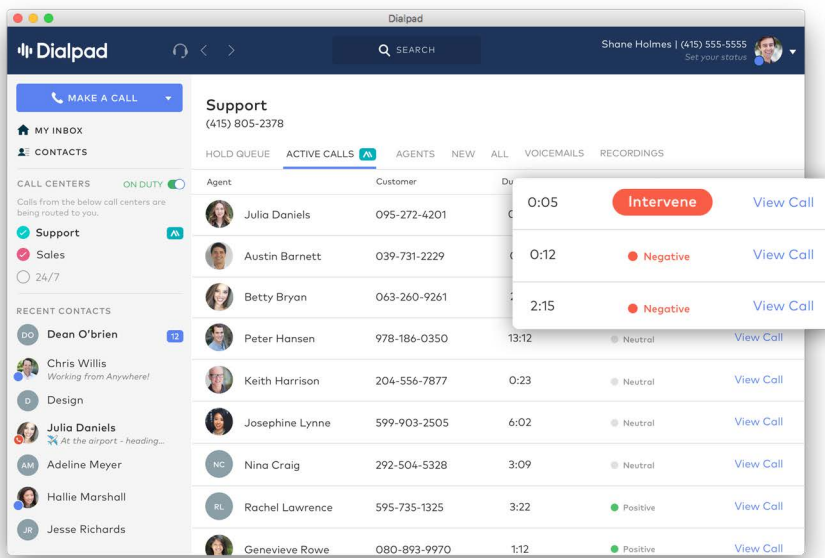 Dialpad
Dialpad
SEARCH
Shane Holmes | (415) 555-5555
Set your status
MAKE A CALL
MY INBOX
CONTACTS
CALL CENTERS ON DUTY
Calls from the below call centers are
being routed to you.
Support
Sales
24/7
RECENT CONTACTS
DO Dean O'brien 12
Chris Willis
Working from Anywhere!
D Design
Julia Daniels
At the airport - heading...
AM Adeline Meyer
Hallie Marshall
JR Jesse Richards
Support
(415) 805-2378
HOLD QUEUE ACTIVE CALLS AGENTS NEW ALL VOICEMAILS RECORDINGS
Agent Customer
Julia Daniels 095-272-4201 0:05 Intervene View Call
Austin Barnett 039-731-2229 0:12 Negative View Call
Betty Bryan 063-260-9261 2:15 Negative View Call
Peter Hansen 978-186-0350 13:12 Neutral View Call
Keith Harrison 204-556-7877 0:23 Neutral View Call
Josephine Lynne 599-903-2505 6:02 Neutral View Call
NC Nina Craig 292-504-5328 3:09 Neutral View Call
RL Rachel Lawrence 595-735-1325 3:22 Positive View Call
Genevieve Rowe 080-893-9970 1:12 Positive View Call